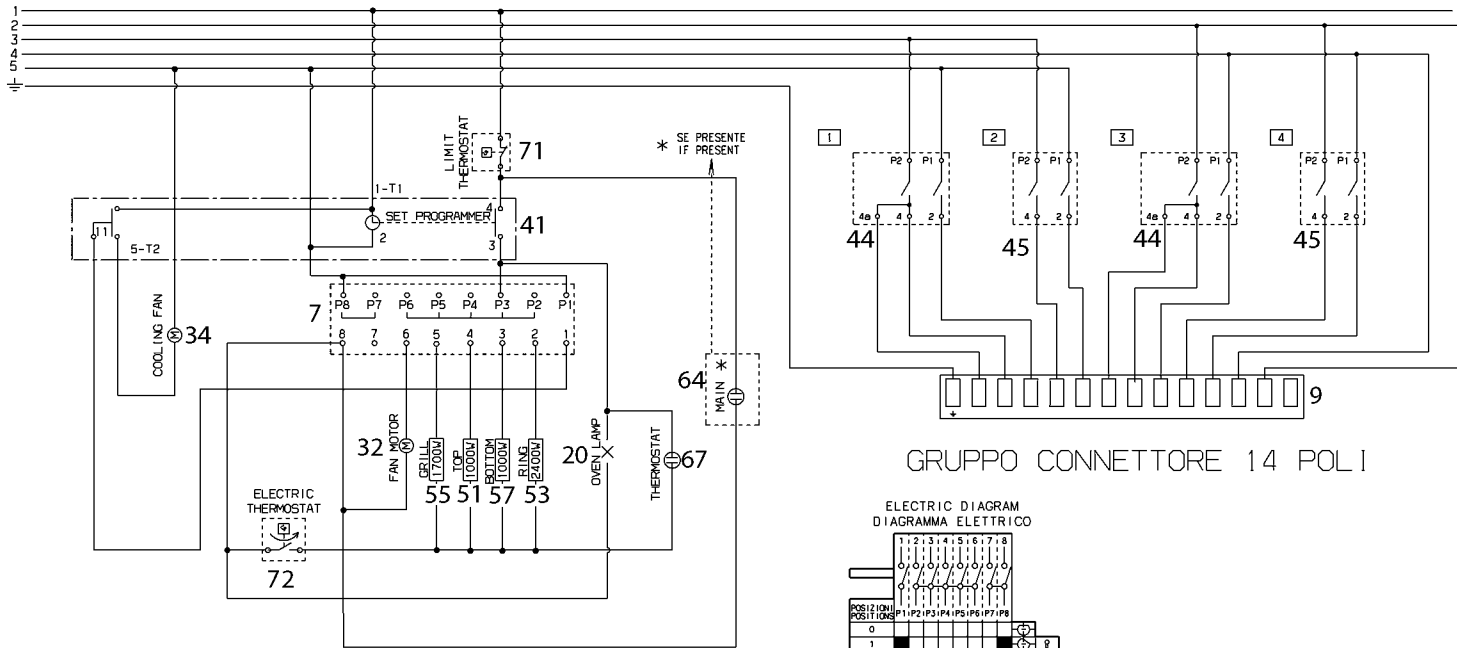 1
2
3
4
5
LIMIT THERMOSTAT
71
* SE PRESENTE
IF PRESENT
1
2
3
4
P2 P1
P2 P1
P2 P1
P2 P1
4a 4 2
4 2
4a 4 2
4 2
44
45
44
45
1-T1
SET PROGRAMMER
2
4
3
41
11
5-T2
COOLING FAN
M
34
7
P8 P7 P6 P5 P4 P3 P2 P1
8 7 6 5 4 3 2 1
64
MAIN *
9
GRUPPO CONNETTORE 14 POLI
32
FAN MOTOR
M
GRILL
1700W
55
TOP
1000W
51
BOTTOM
1000W
57
RING
2400W
53
20
OVEN LAMP
THERMOSTAT
67
ELECTRIC
THERMOSTAT
72
ELECTRIC DIAGRAM
DIAGRAMMA ELETTRICO
1 2 3 4 5 6 7 8
POSIZIONI
POSITIONS
P1 P2 P3 P4 P5 P6 P7 P8
0
1